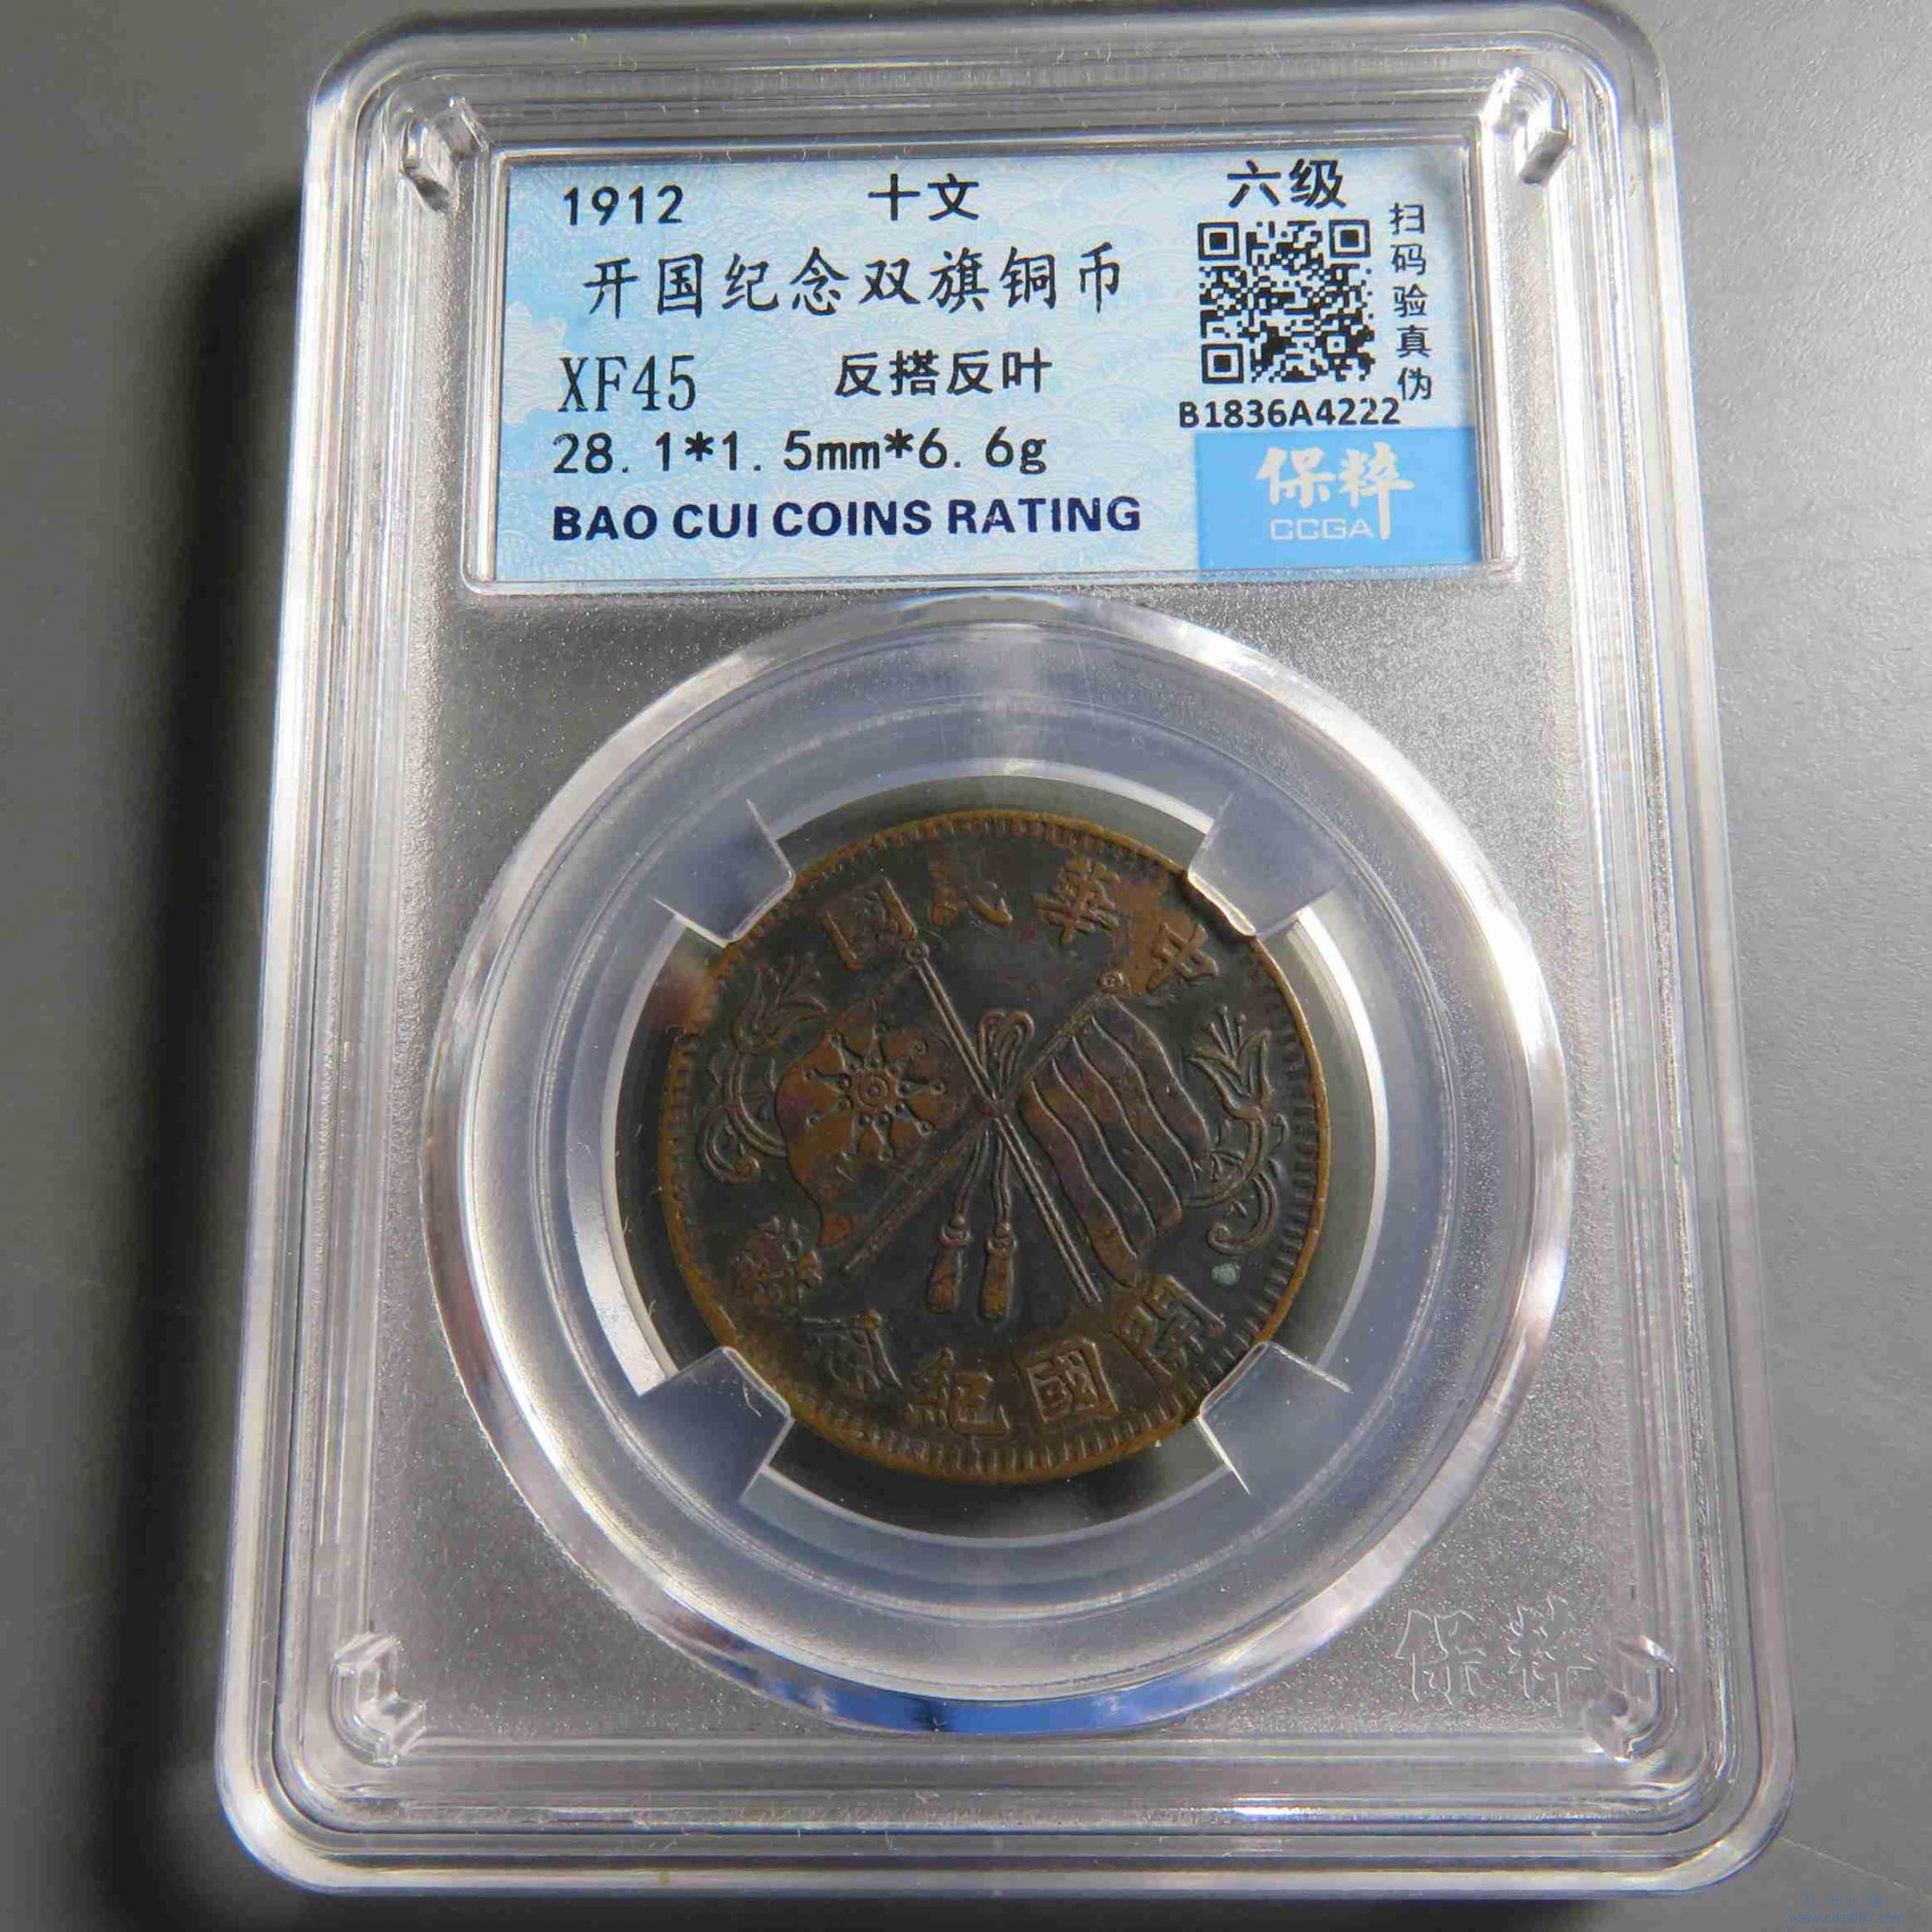 1912 十文 六级
开国纪念双旗铜币
扫码验真伪
XF45 反搭反叶
B1836A4222
28.1*1.5mm*6.6g
保粹
CCGA
BAO CUI COINS RATING
中華民國
開國紀念幣
保粹